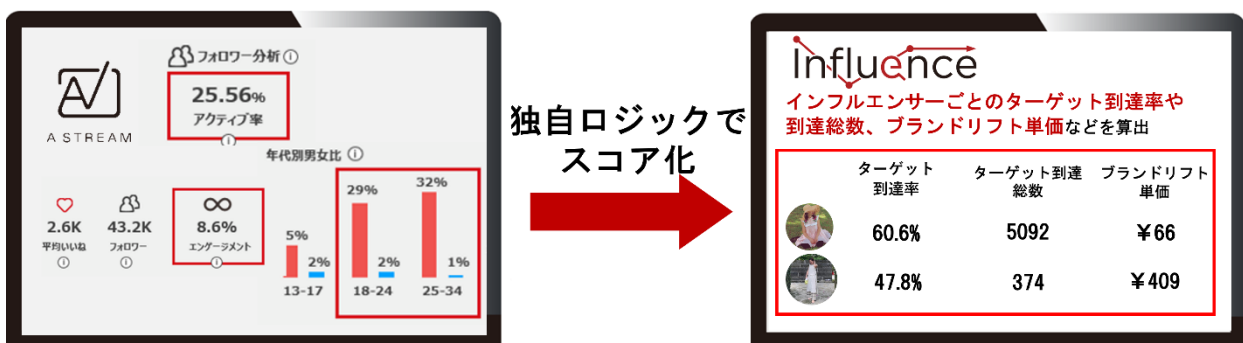 フォロワー分析 ⓘ
25.56%
アクティブ率
ⓘ
A STREAM
年代別男女比 ⓘ
2.6K
平均いいね
ⓘ
43.2K
フォロワー
ⓘ
8.6%
エンゲージメント
ⓘ
5%
2%
13-17
29%
2%
18-24
32%
1%
25-34
独自ロジックで
スコア化
Influence
インフルエンサーごとのターゲット到達率や
到達総数、ブランドリフト単価などを算出
ターゲット
到達率
ターゲット到達
総数
ブランドリフト
単価
60.6% 5092 ¥66
47.8% 374 ¥409